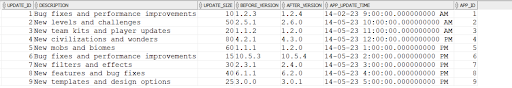 UPDATE_ID DESCRIPTION UPDATE_SIZE BEFORE_VERSION AFTER_VERSION APP_UPDATE_TIME APP_ID
1 Bug fixes and performance improvements 10 1.2.3 1.2.4 14-02-23 9:00:00.000000000 AM 1
2 New levels and challenges 50 2.5.1 2.6.0 14-05-23 10:00:00.000000000 AM 2
3 New team kits and player updates 20 1.1.2 1.2.0 14-05-23 11:00:00.000000000 AM 3
4 New civilizations and wonders 80 4.2.1 4.3.0 14-05-23 12:00:00.000000000 PM 4
5 New mobs and biomes 60 1.1.1 1.2.0 14-05-23 1:00:00.000000000 PM 5
6 Bug fixes and performance improvements 15 10.5.3 10.5.4 14-05-23 2:00:00.000000000 PM 6
7 New filters and effects 30 2.3.1 2.4.0 14-05-23 3:00:00.000000000 PM 7
8 New features and bug fixes 40 6.1.1 6.2.0 14-05-23 4:00:00.000000000 PM 8
9 New templates and design options 25 3.0.0 3.0.1 14-05-23 5:00:00.000000000 PM 9